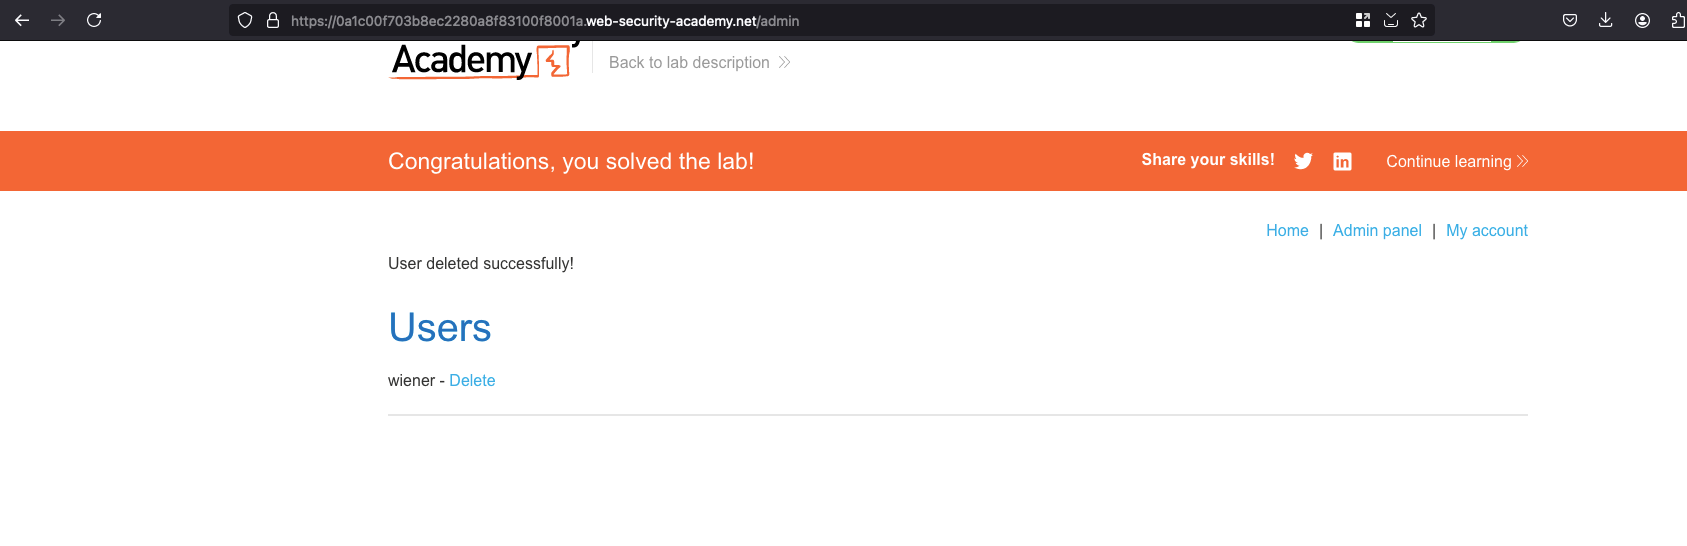 https://0a1c00f703b8ec2280a8f83100f8001a.web-security-academy.net/admin
Academy
Back to lab description
Congratulations, you solved the lab!
Share your skills!
Continue learning
Home | Admin panel | My account
User deleted successfully!
Users
wiener - Delete